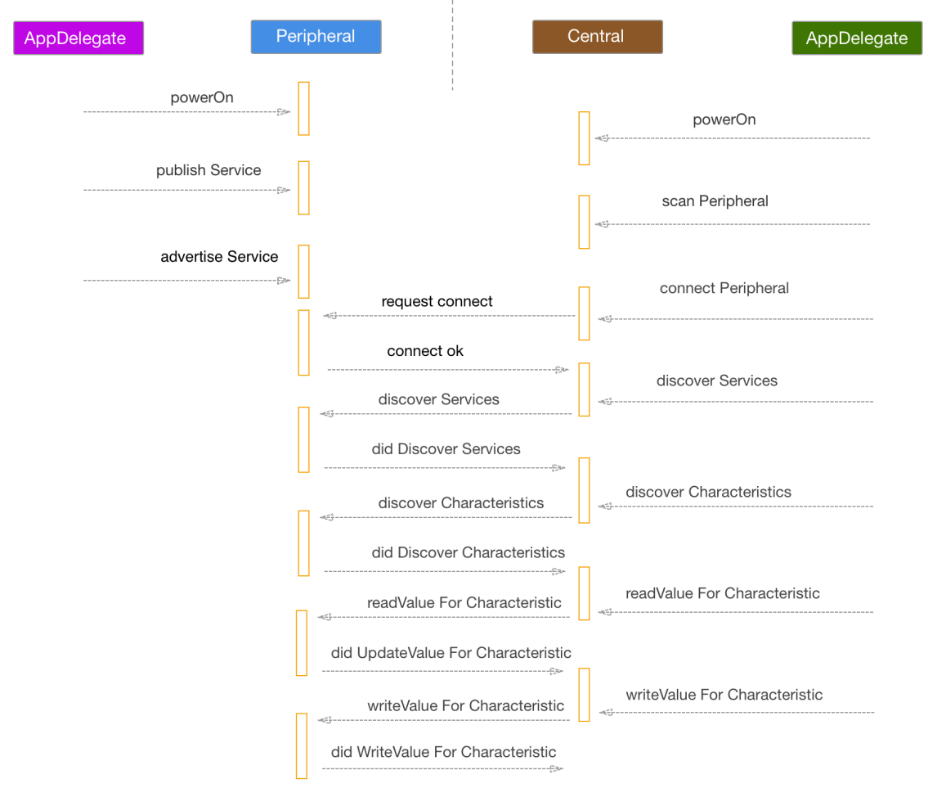 AppDelegate
Peripheral
Central
AppDelegate
powerOn
powerOn
publish Service
scan Peripheral
advertise Service
connect Peripheral
request connect
connect ok
discover Services
discover Services
did Discover Services
discover Characteristics
discover Characteristics
did Discover Characteristics
readValue For Characteristic
readValue For Characteristic
did UpdateValue For Characteristic
writeValue For Characteristic
writeValue For Characteristic
did WriteValue For Characteristic